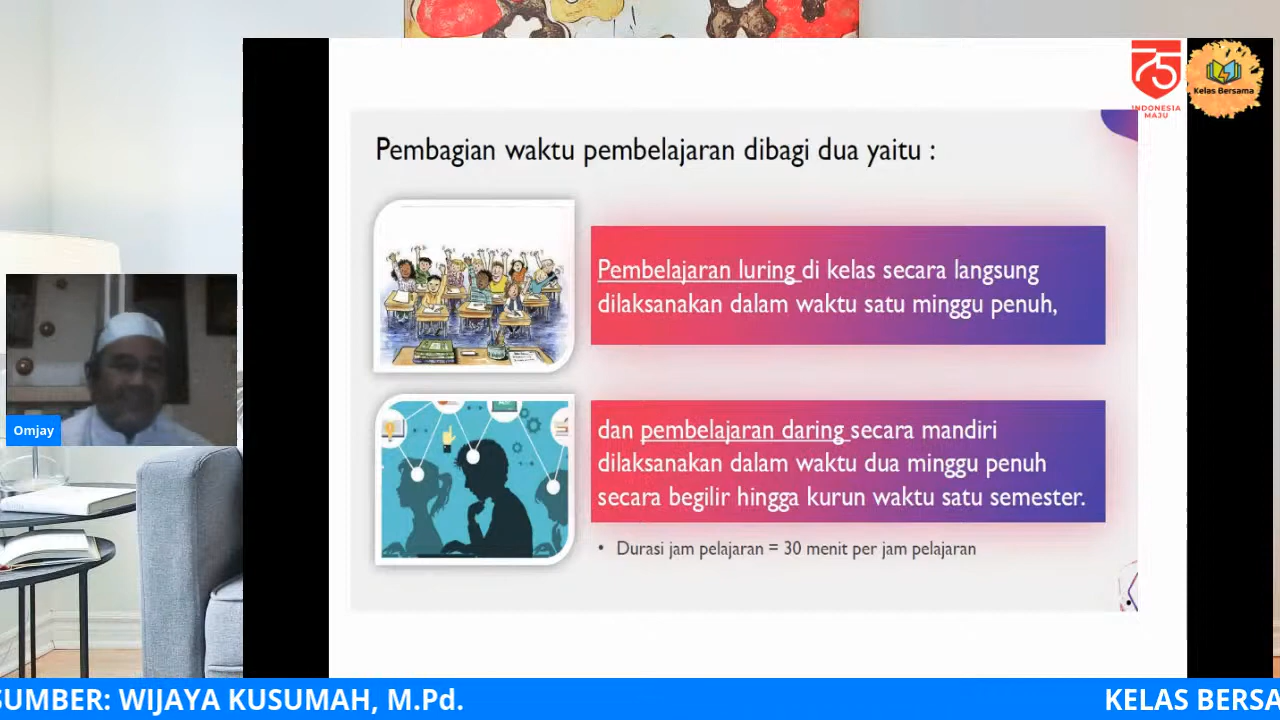 75
INDONESIA
MAJU
Kelas Bersama
Pembagian waktu pembelajaran dibagi dua yaitu :
Pembelajaran luring di kelas secara langsung
dilaksanakan dalam waktu satu minggu penuh,
dan pembelajaran daring secara mandiri
dilaksanakan dalam waktu dua minggu penuh
secara begilir hingga kurun waktu satu semester.
• Durasi jam pelajaran = 30 menit per jam pelajaran
Omjay
SUMBER: WIJAYA KUSUMAH, M.Pd.
KELAS BERSA